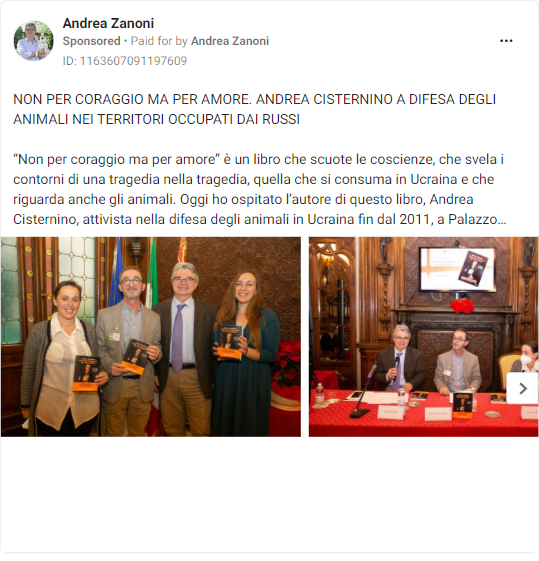 Andrea Zanoni
Sponsored • Paid for by Andrea Zanoni
ID: 1163607091197609
NON PER CORAGGIO MA PER AMORE. ANDREA CISTERNINO A DIFESA DEGLI
ANIMALI NEI TERRITORI OCCUPATI DAI RUSSI
“Non per coraggio ma per amore” è un libro che scuote le coscienze, che svela i
contorni di una tragedia nella tragedia, quella che si consuma in Ucraina e che
riguarda anche gli animali. Oggi ho ospitato l’autore di questo libro, Andrea
Cisternino, attivista nella difesa degli animali in Ucraina fin dal 2011, a Palazzo...